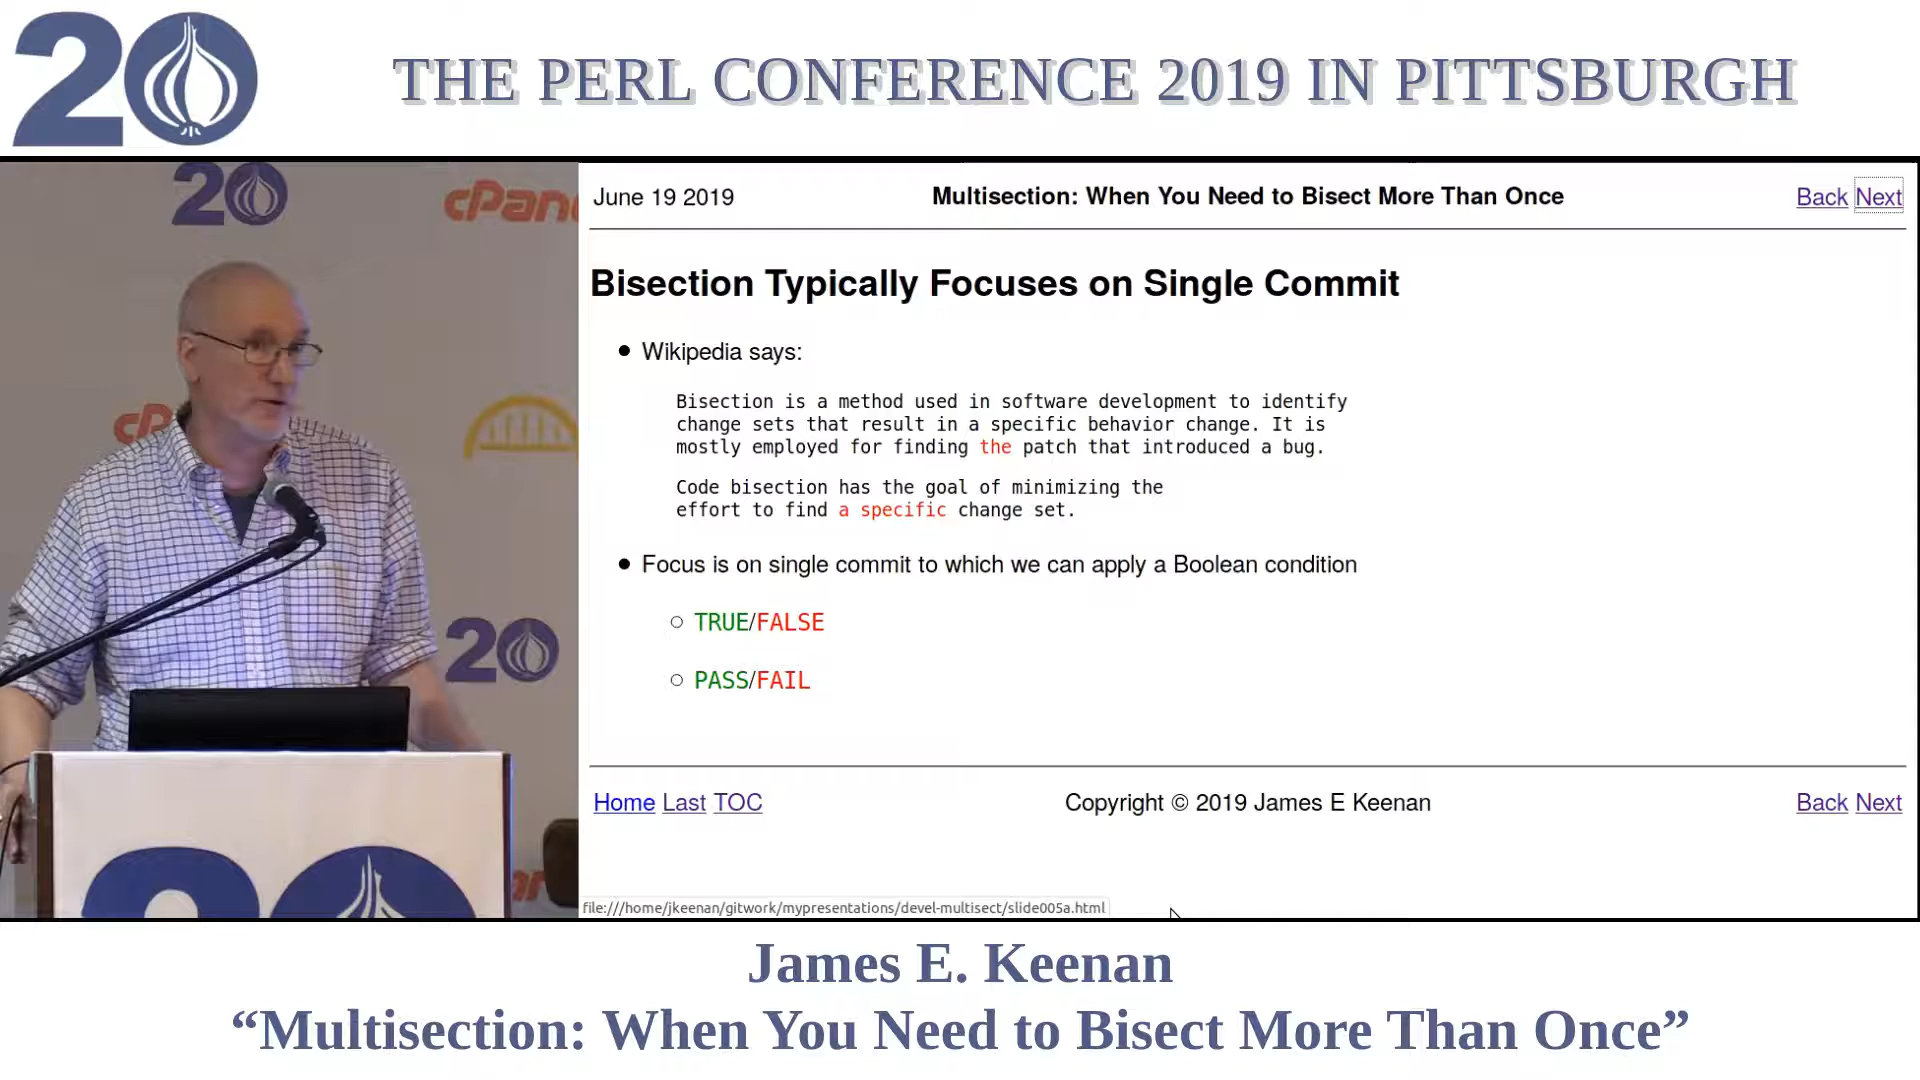 20
THE PERL CONFERENCE 2019 IN PITTSBURGH
20
cPan
cP
20
June 19 2019
Multisection: When You Need to Bisect More Than Once
Back Next
Bisection Typically Focuses on Single Commit
Wikipedia says:
Bisection is a method used in software development to identify
change sets that result in a specific behavior change. It is
mostly employed for finding the patch that introduced a bug.
Code bisection has the goal of minimizing the
effort to find a specific change set.
Focus is on single commit to which we can apply a Boolean condition
TRUE/FALSE
PASS/FAIL
Home Last TOC
Copyright © 2019 James E Keenan
Back Next
file:///home/jkeenan/gitwork/mypresentations/devel-multisect/slide005a.html
James E. Keenan
“Multisection: When You Need to Bisect More Than Once”